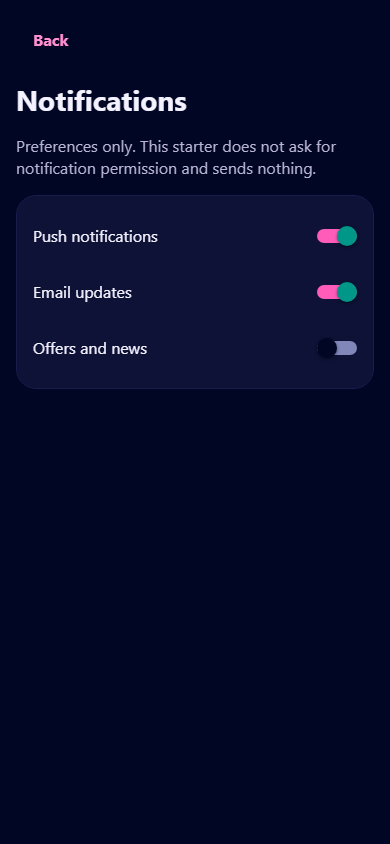 Back
Notifications
Preferences only. This starter does not ask for
notification permission and sends nothing.
Push notifications
Email updates
Offers and news